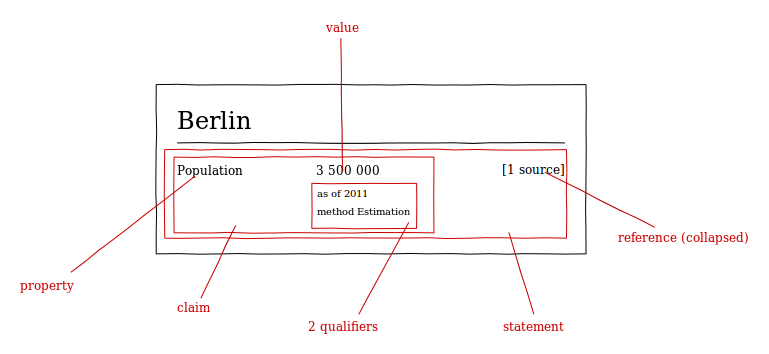 value
Berlin
Population 3 500 000 [1 source]
as of 2011
method Estimation
reference (collapsed)
property
claim
2 qualifiers statement